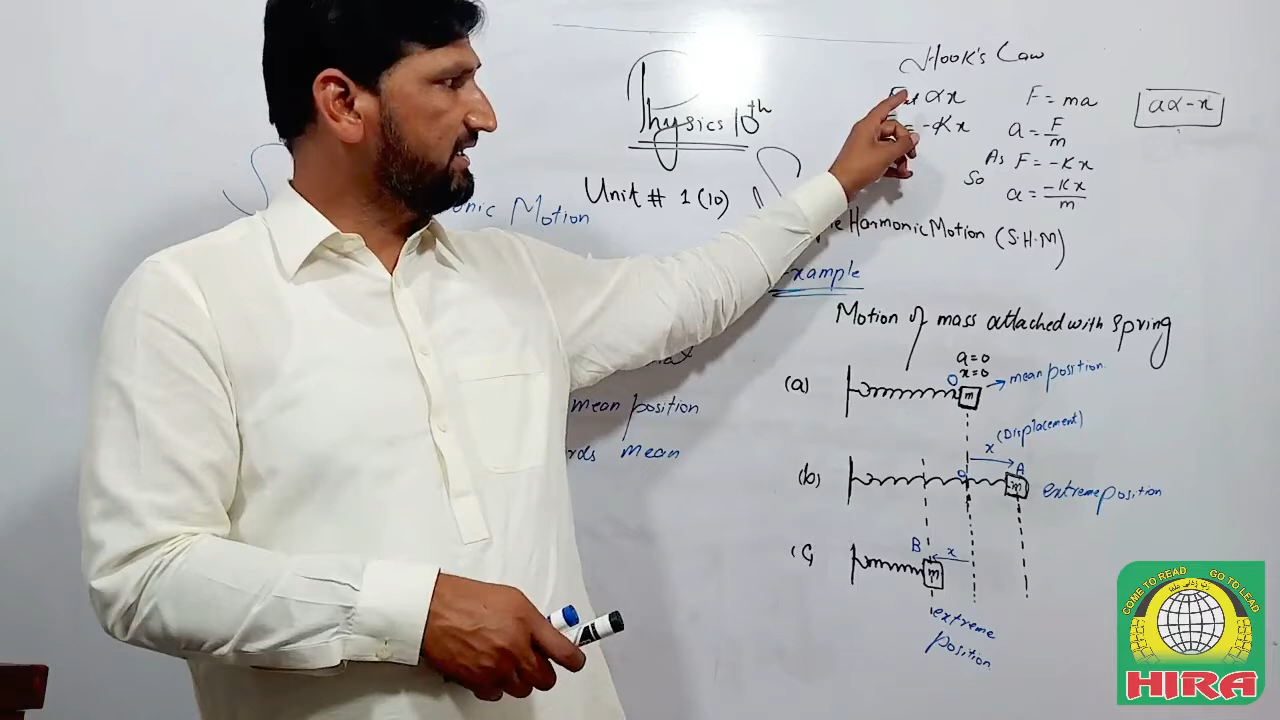 Physics 10th
Unit # 1 (10)
Motion
mean position
mean
Hook's Law
αx
-Kx
F = ma
a = F/m
As F = -Kx
So a = -Kx/m
aα-x
Harmonic Motion (S.H.M)
Example
Motion of mass attached with spring
(a)
a=0
x=0
O
m
mean position
x (Displacement)
(b)
O
A
m
extreme position
B
x
m
extreme
position
COME TO READ GO TO LEAD
HIRA